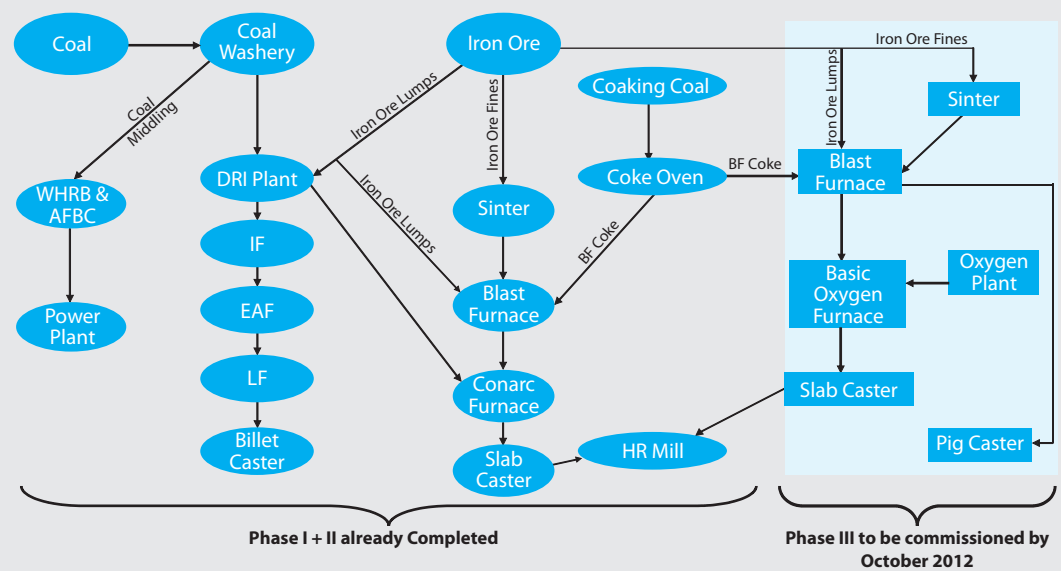 Coal
Coal
Washery
Iron Ore
Iron Ore Fines
Coaking Coal
Sinter
Coal
Middling
Iron Ore Lumps
Iron Ore Fines
Iron Ore Lumps
BF Coke
Blast
Furnace
WHRB &
AFBC
DRI Plant
Iron Ore Lumps
Sinter
Coke Oven
BF Coke
IF
Blast
Furnace
Basic
Oxygen
Furnace
Oxygen
Plant
Power
Plant
EAF
LF
Conarc
Furnace
Slab Caster
Billet
Caster
Slab
Caster
HR Mill
Pig Caster
Phase I + II already Completed
Phase III to be commissioned by
October 2012